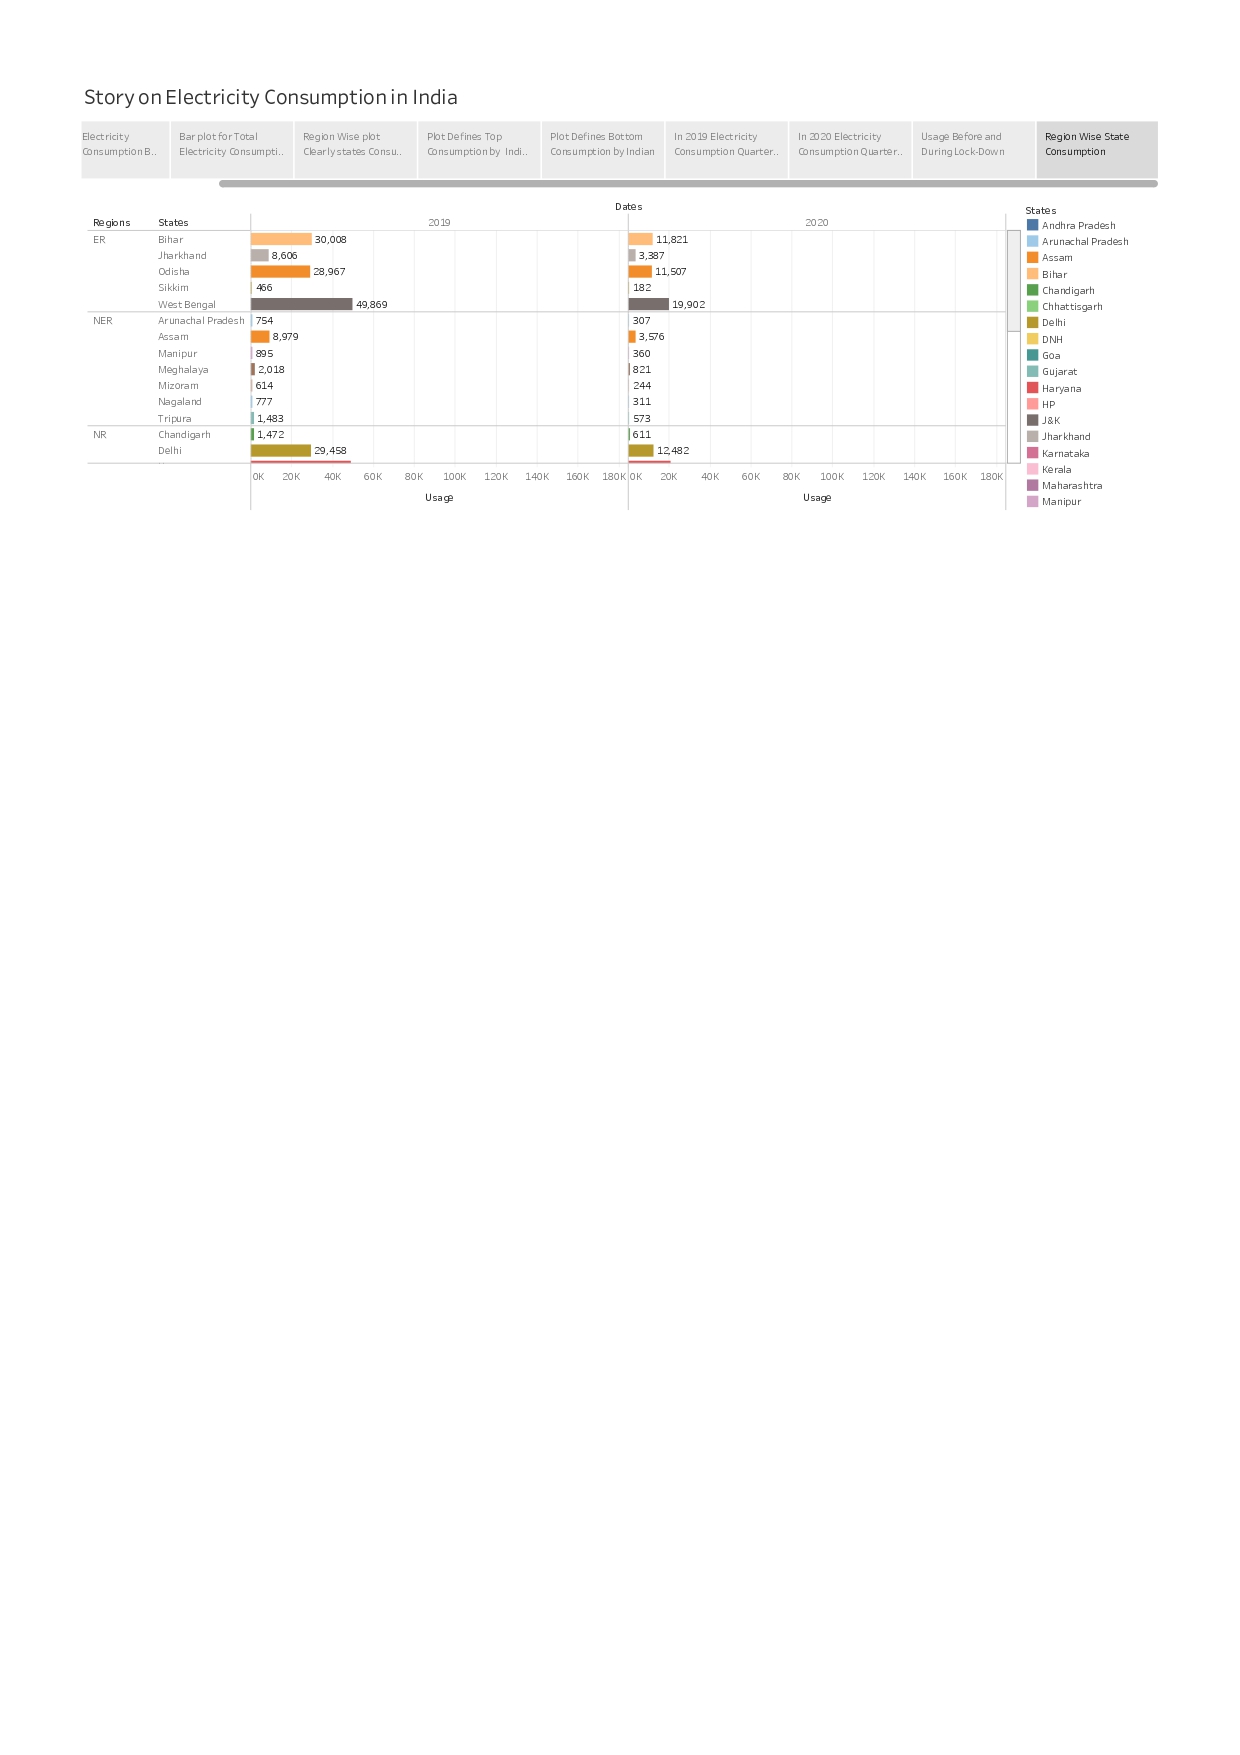 Story on Electricity Consumption in India
Electricity Consumption B..
Bar plot for Total Electricity Consumpti..
Region Wise plot Clearly states Consu..
Plot Defines Top Consumption by Indi..
Plot Defines Bottom Consumption by Indian
In 2019 Electricity Consumption Quarter..
In 2020 Electricity Consumption Quarter..
Usage Before and During Lock-Down
Region Wise State Consumption
Dates
Regions States 2019 2020
ER Bihar 30,008 11,821
Jharkhand 8,606 3,387
Odisha 28,967 11,507
Sikkim 466 182
West Bengal 49,869 19,902
NER Arunachal Pradesh 754 307
Assam 8,979 3,576
Manipur 895 360
Meghalaya 2,018 821
Mizoram 614 244
Nagaland 777 311
Tripura 1,483 573
NR Chandigarh 1,472 611
Delhi 29,458 12,482
0K 20K 40K 60K 80K 100K 120K 140K 160K 180K 0K 20K 40K 60K 80K 100K 120K 140K 160K 180K
Usage Usage
States
Andhra Pradesh
Arunachal Pradesh
Assam
Bihar
Chandigarh
Chhattisgarh
Delhi
DNH
Goa
Gujarat
Haryana
HP
J&K
Jharkhand
Karnataka
Kerala
Maharashtra
Manipur